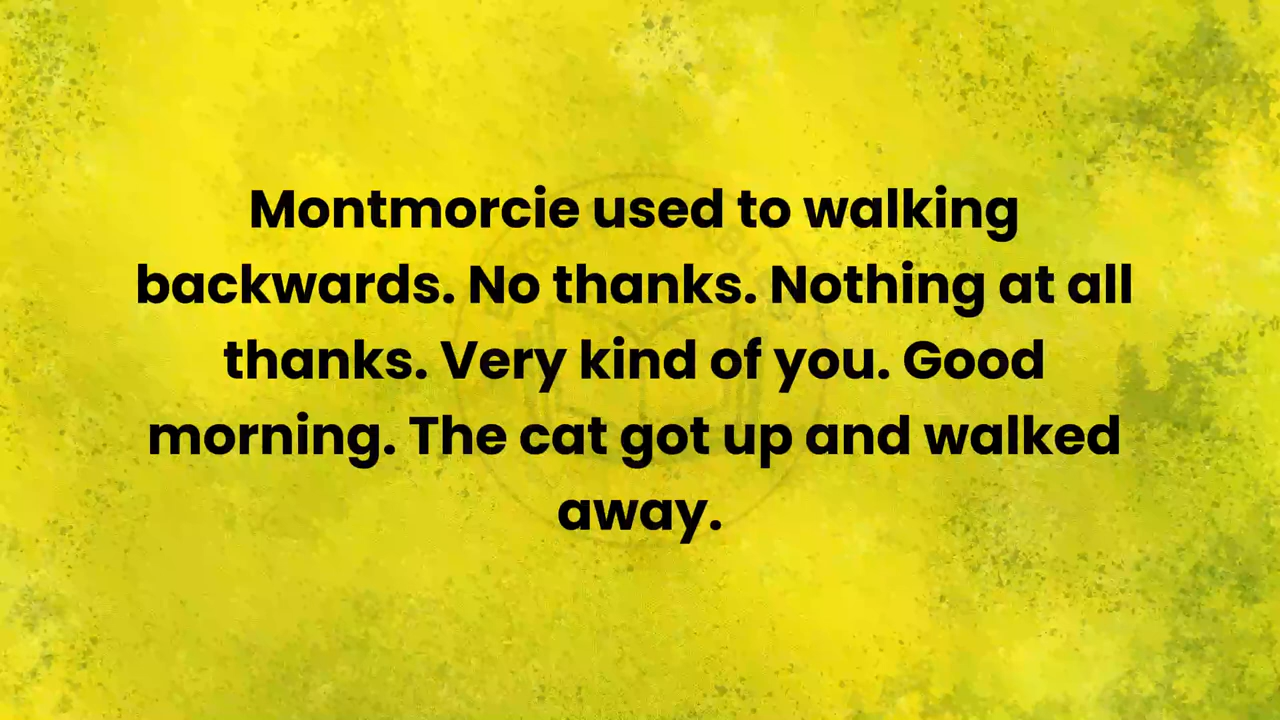 Montmorcie used to walking
backwards. No thanks. Nothing at all
thanks. Very kind of you. Good
morning. The cat got up and walked
away.